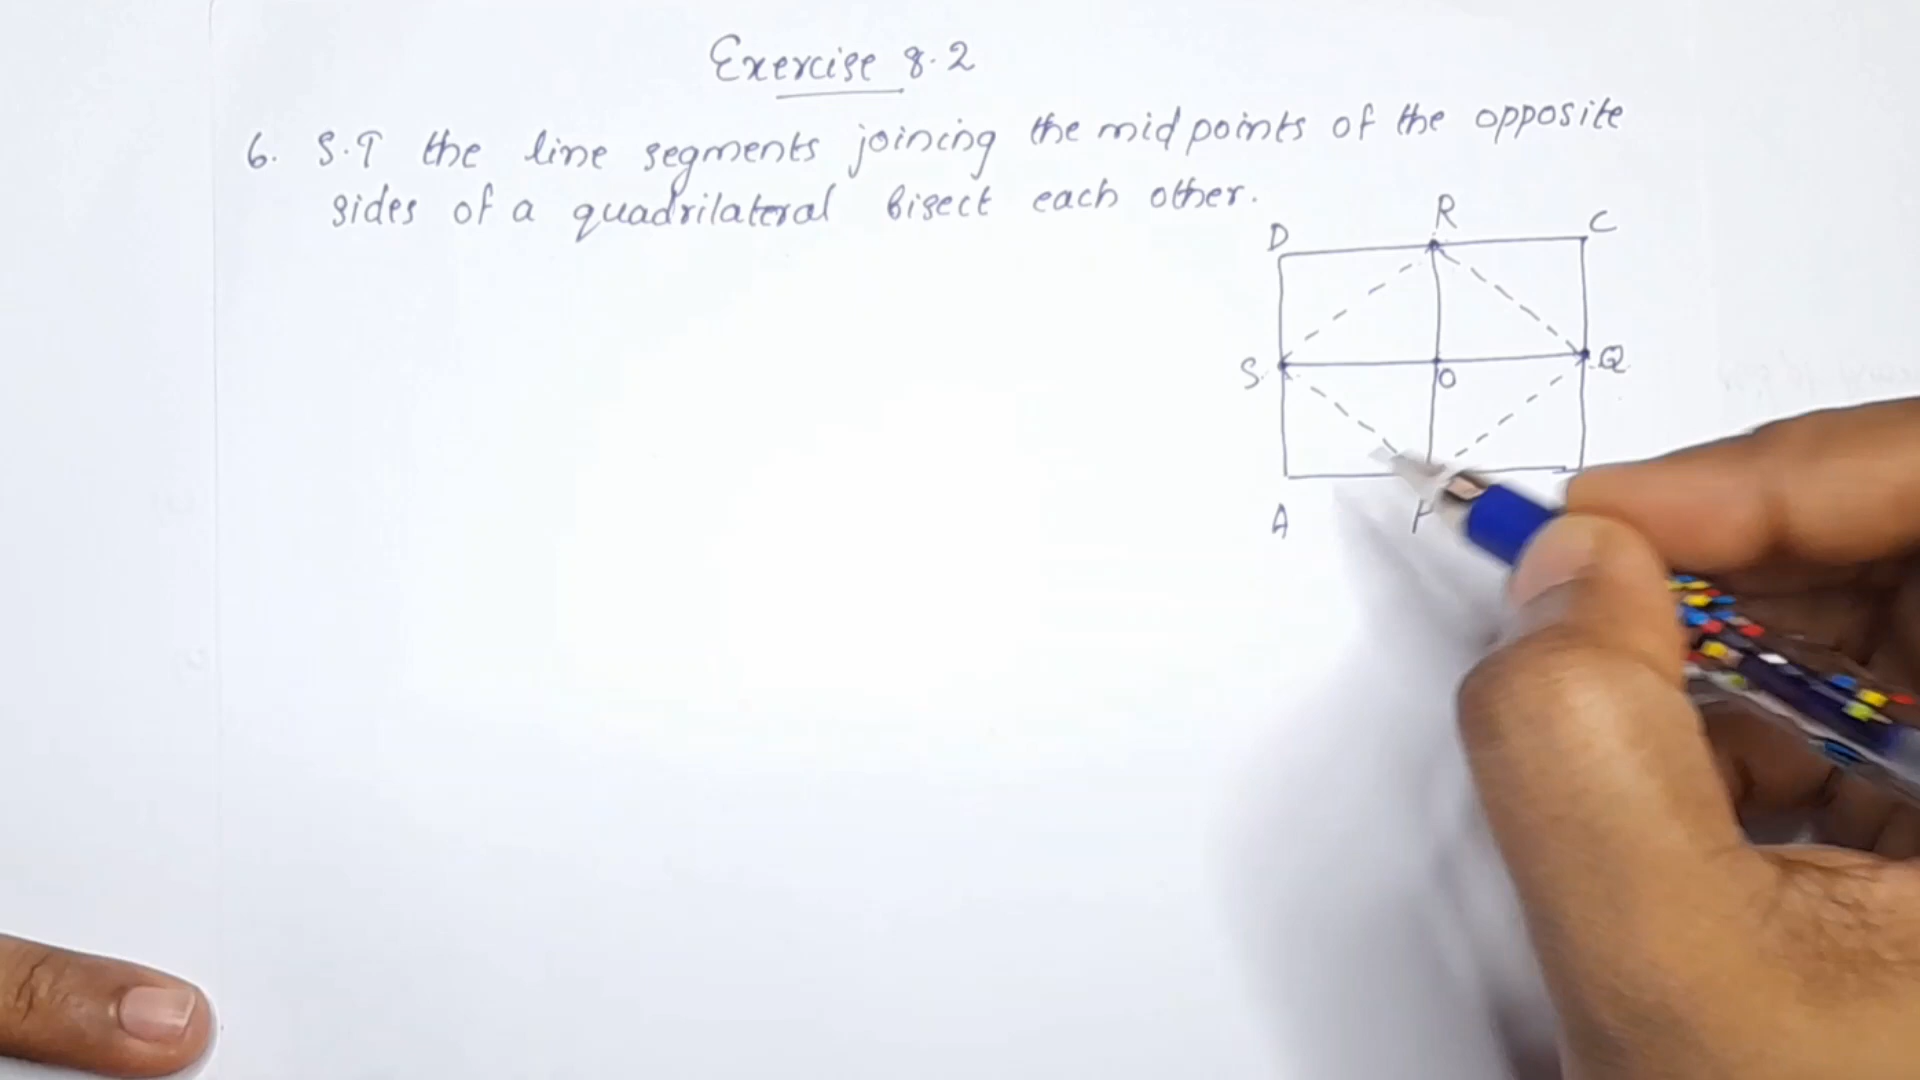 Exercise 8.2
6. S.T the line segments joining the mid points of the opposite
sides of a quadrilateral bisect each other.
D R C
S O Q
A